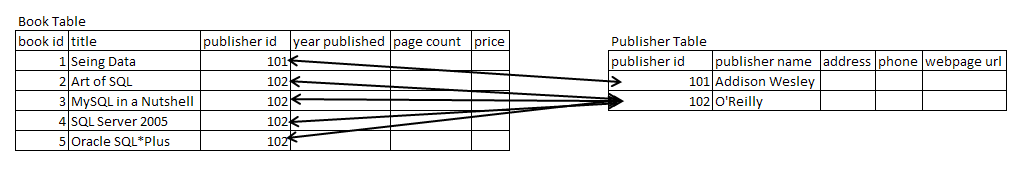 Book Table
book id title publisher id year published page count price
1 Seing Data 101
2 Art of SQL 102
3 MySQL in a Nutshell 102
4 SQL Server 2005 102
5 Oracle SQL*Plus 102
Publisher Table
publisher id publisher name address phone webpage url
101 Addison Wesley
102 O'Reilly